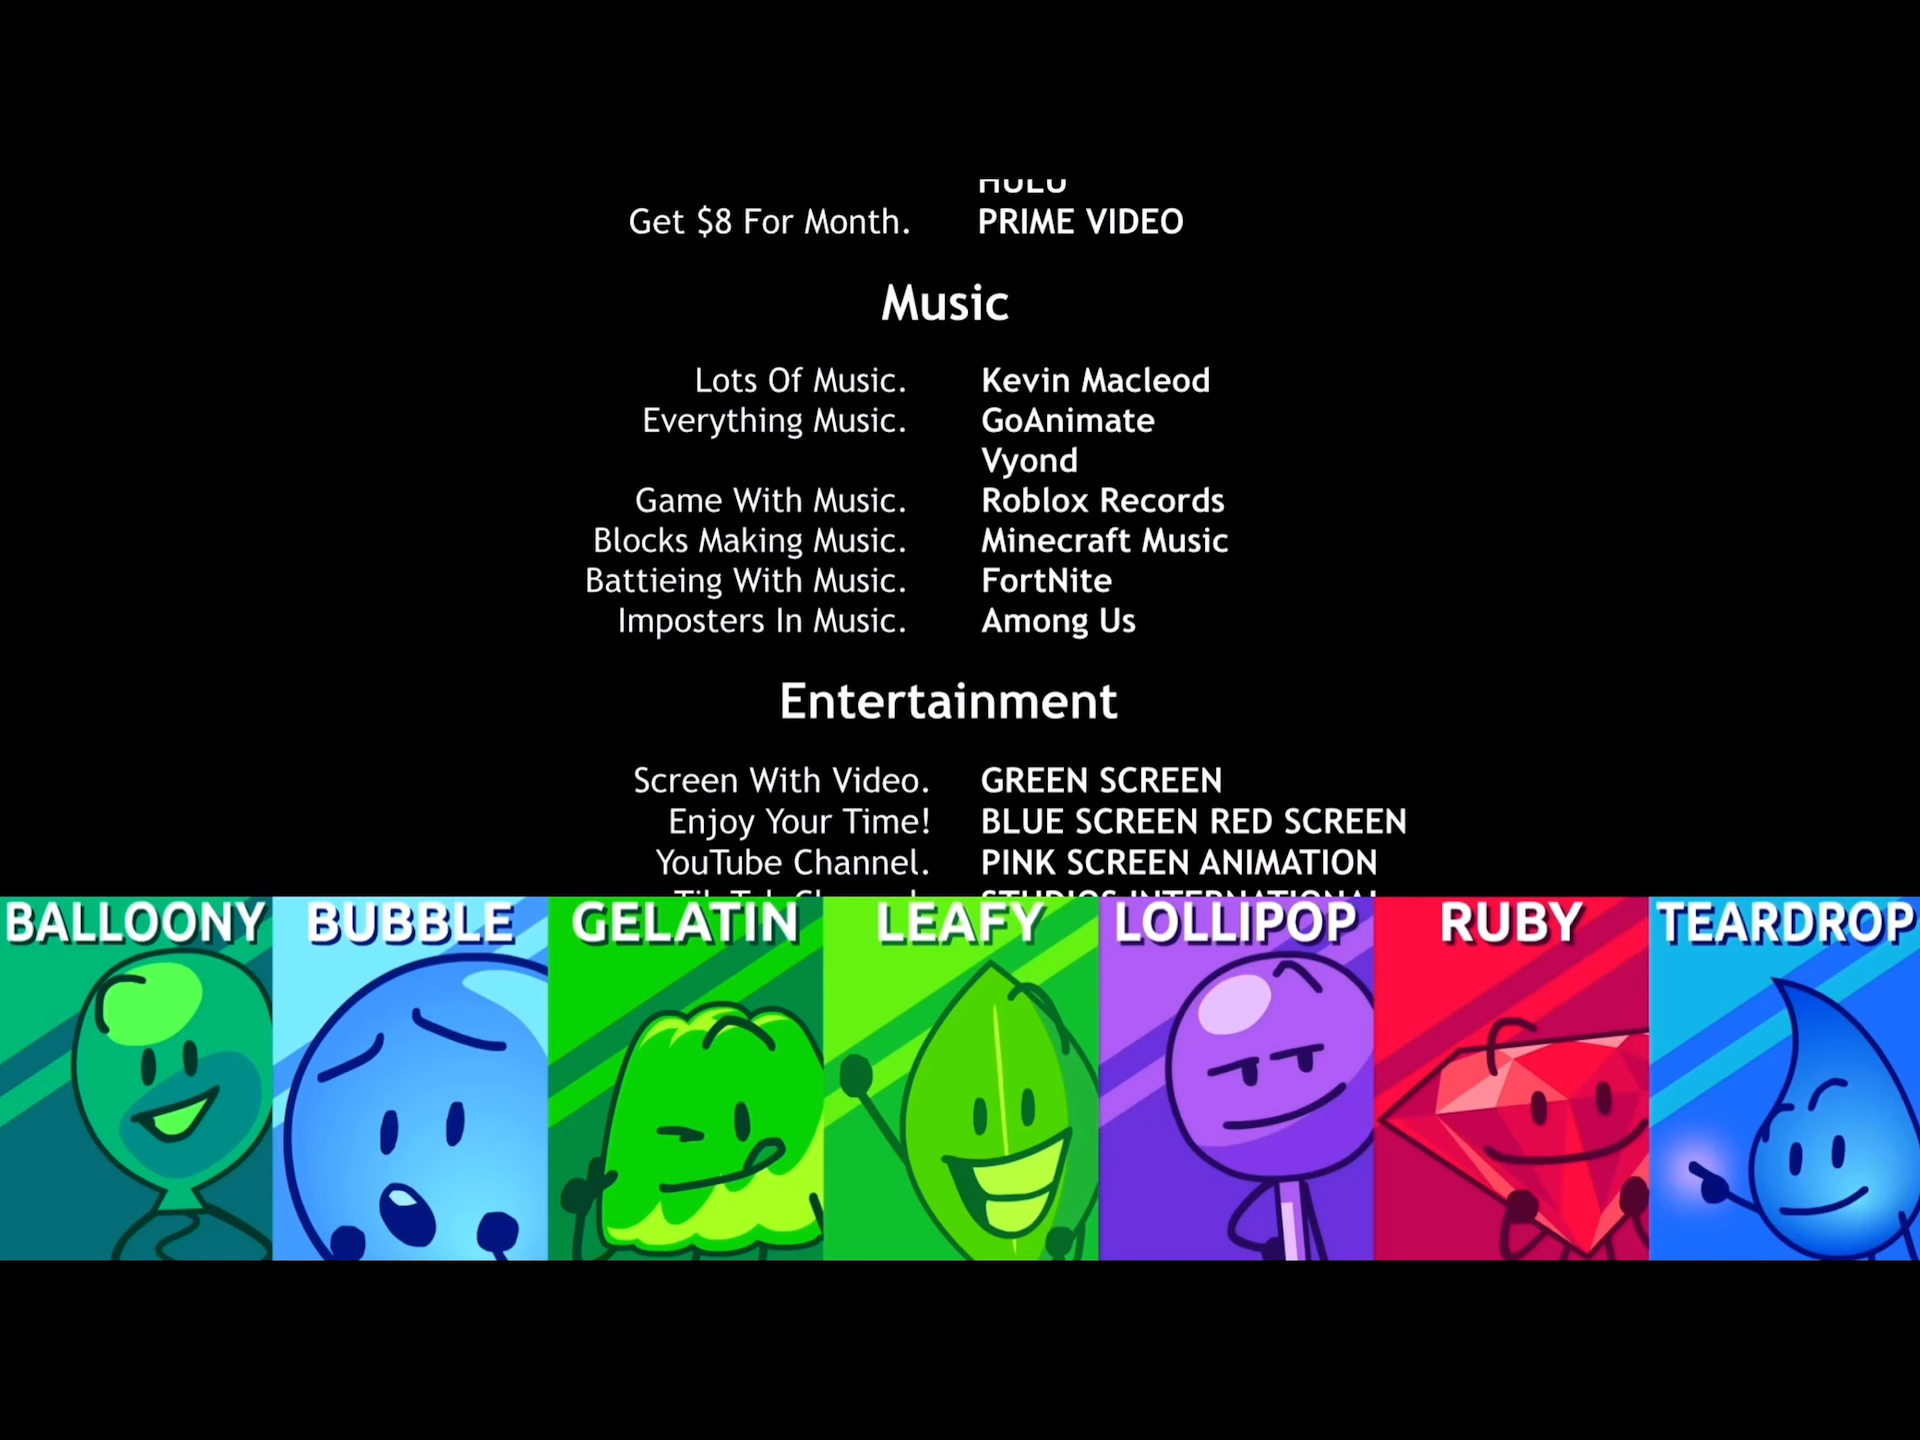 HULU
Get $8 For Month. PRIME VIDEO
Music
Lots Of Music. Kevin Macleod
Everything Music. GoAnimate
Vyond
Game With Music. Roblox Records
Blocks Making Music. Minecraft Music
Battieing With Music. FortNite
Imposters In Music. Among Us
Entertainment
Screen With Video. GREEN SCREEN
Enjoy Your Time! BLUE SCREEN RED SCREEN
YouTube Channel. PINK SCREEN ANIMATION
STUDIOS INTERNATIONAL
BALLOONY BUBBLE GELATIN LEAFY LOLLIPOP RUBY TEARDROP